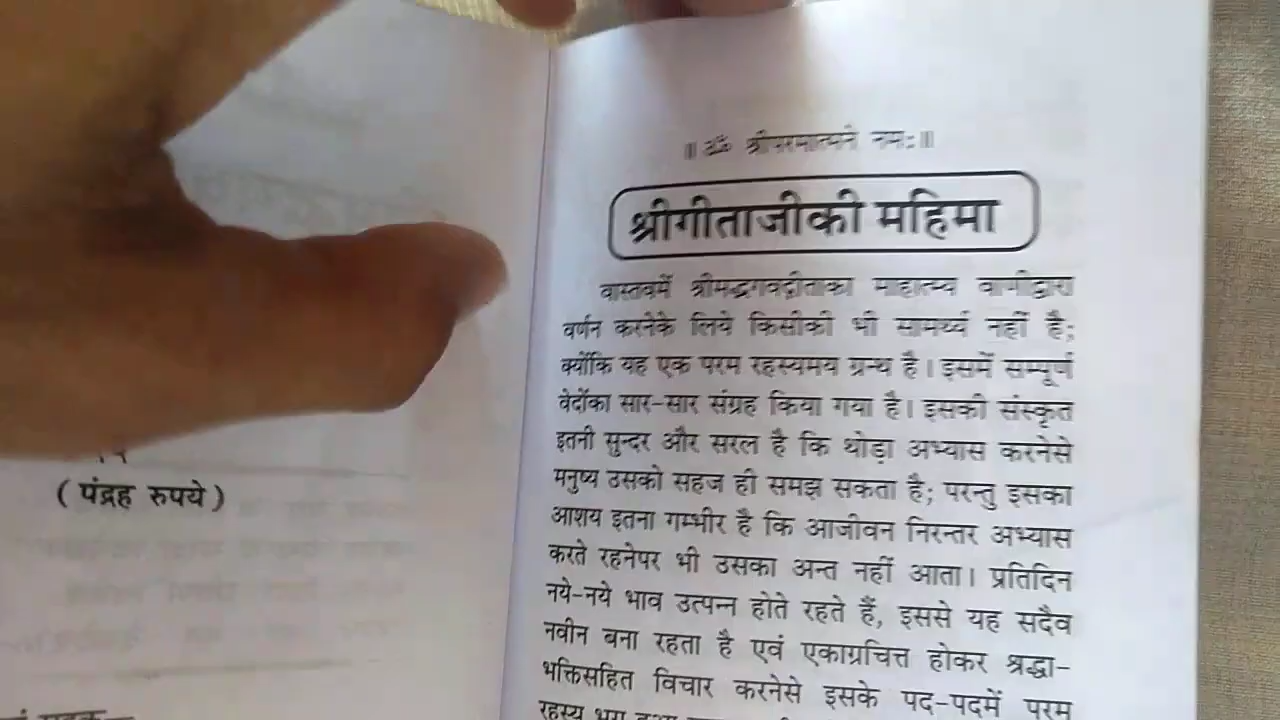 (पंद्रह रुपये)
॥ ॐ श्रीपरमात्मने नमः॥
श्रीगीताजीकी महिमा
वास्तवमें श्रीमद्भगवद्गीताका माहात्म्य वाणीद्वारा
वर्णन करनेके लिये किसीकी भी सामर्थ्य नहीं है;
क्योंकि यह एक परम रहस्यमय ग्रन्थ है। इसमें सम्पूर्ण
वेदोंका सार-सार संग्रह किया गया है। इसकी संस्कृत
इतनी सुन्दर और सरल है कि थोड़ा अभ्यास करनेसे
मनुष्य उसको सहज ही समझ सकता है; परन्तु इसका
आशय इतना गम्भीर है कि आजीवन निरन्तर अभ्यास
करते रहनेपर भी उसका अन्त नहीं आता। प्रतिदिन
नये-नये भाव उत्पन्न होते रहते हैं, इससे यह सदैव
नवीन बना रहता है एवं एकाग्रचित्त होकर श्रद्धा-
भक्तिसहित विचार करनेसे इसके पद-पदमें परम
रहस्य भरा हुआ